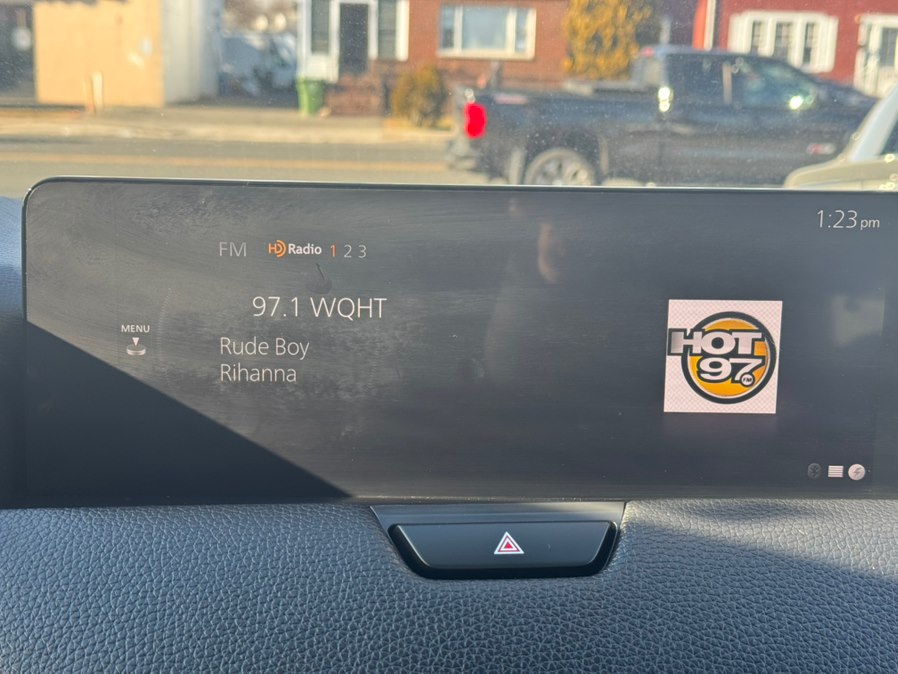 1:23 pm
FM HD Radio 1 2 3
97.1 WQHT
MENU
Rude Boy
Rihanna
HOT
97
FM